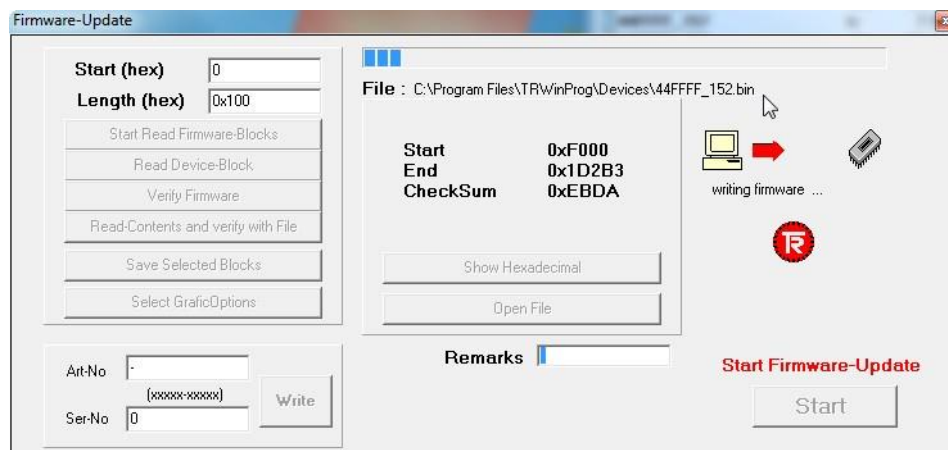 Firmware-Update
Start (hex) 0
Length (hex) 0x100
Start Read Firmware-Blocks
Read Device-Block
Verify Firmware
Read-Contents and verify with File
Save Selected Blocks
Select GraficOptions
Art-No -
(xxxxx-xxxxx)
Ser-No 0
Write
File : C:\Program Files\TRWinProg\Devices\44FFFF_152.bin
Start 0xF000
End 0x1D2B3
CheckSum 0xEBDA
Show Hexadecimal
Open File
Remarks
writing firmware ...
TR
Start Firmware-Update
Start